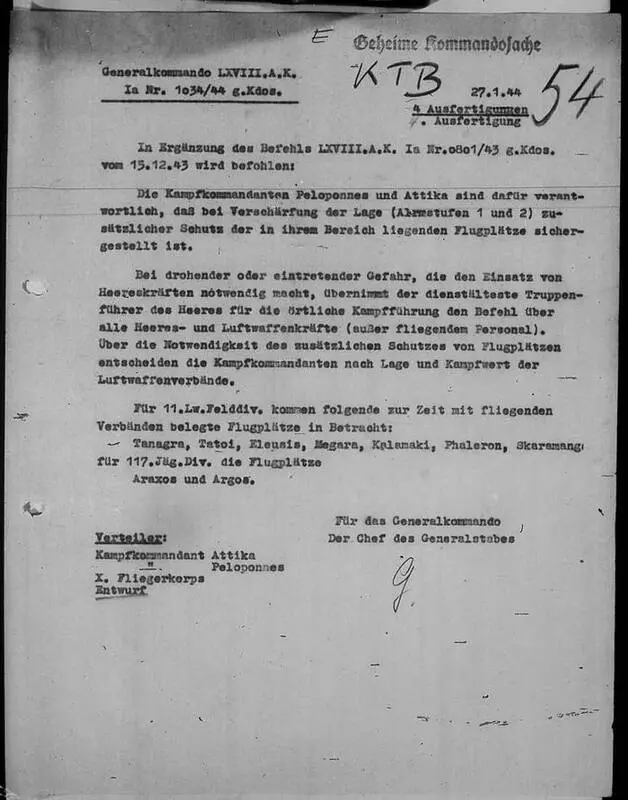 E
Geheime Kommandosache
Generalkommando LXVIII.A.K.
Ia Nr. 1034/44 g.Kdos.
KTB
27.1.44
54
4 Ausfertigungen
. Ausfertigung
In Ergänzung des Befehls LXVIII.A.K. Ia Nr.0801/43 g.Kdos.
vom 15.12.43 wird befohlen:
Die Kampfkommandanten Peloponnes und Attika sind dafür verant-
wortlich, daß bei Verschärfung der Lage (Alarmstufen 1 und 2) zu-
sätzlicher Schutz der in ihrem Bereich liegenden Flugplätze sicher-
gestellt ist.
Bei drohender oder eintretender Gefahr, die den Einsatz von
Heereskräften notwendig macht, übernimmt der dienstälteste Truppen-
führer des Heeres für die örtliche Kampfführung den Befehl über
alle Heeres- und Luftwaffenkräfte (außer fliegendem Personal).
Über die Notwendigkeit des zusätzlichen Schutzes von Flugplätzen
entscheiden die Kampfkommandanten nach Lage und Kampfwert der
Luftwaffenverbände.
Für 11.Lw.Felddiv. kommen folgende zur Zeit mit fliegenden
Verbänden belegte Flugplätze in Betracht:
Tanagra, Tatoi, Eleusis, Megara, Kalamaki, Phaleron, Skaramang
für 117.Jäg.Div. die Flugplätze
Araxos und Argos.
Für das Generalkommando
Der Chef des Generalstabes
Verteiler:
Kampfkommandant Attika
" Peloponnes
X. Fliegerkorps
Entwurf